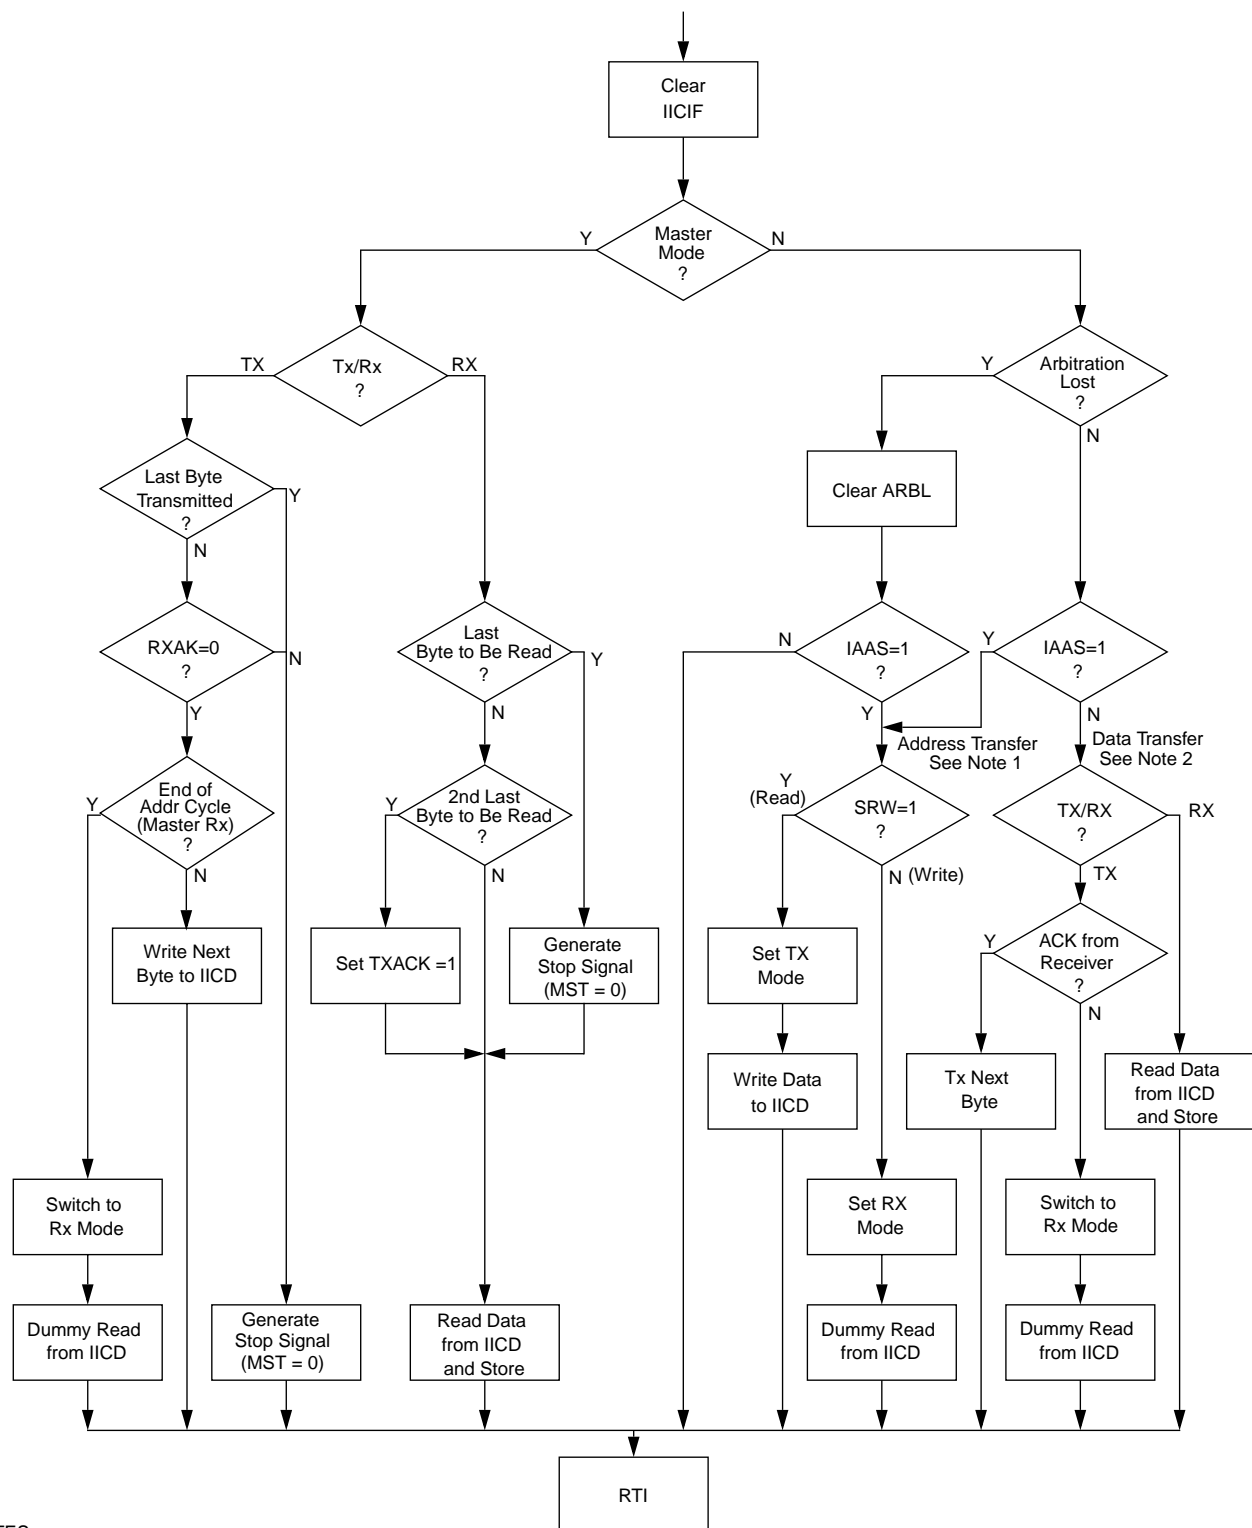 Clear
IICIF
Master
Mode
?
Y
N
Tx/Rx
?
TX
RX
Arbitration
Lost
?
Y
N
Last Byte
Transmitted
?
Y
N
Clear ARBL
RXAK=0
?
N
Y
Last
Byte to Be Read
?
Y
N
IAAS=1
?
N
Y
IAAS=1
?
Y
N
Address Transfer
See Note 1
Data Transfer
See Note 2
End of
Addr Cycle
(Master Rx)
?
Y
N
2nd Last
Byte to Be Read
?
Y
N
Y
(Read)
SRW=1
?
N (Write)
TX/RX
?
RX
TX
Write Next
Byte to IICD
Set TXACK =1
Generate
Stop Signal
(MST = 0)
Set TX
Mode
ACK from
Receiver
?
Y
N
Write Data
to IICD
Tx Next
Byte
Read Data
from IICD
and Store
Switch to
Rx Mode
Set RX
Mode
Switch to
Rx Mode
Dummy Read
from IICD
Generate
Stop Signal
(MST = 0)
Read Data
from IICD
and Store
Dummy Read
from IICD
Dummy Read
from IICD
RTI